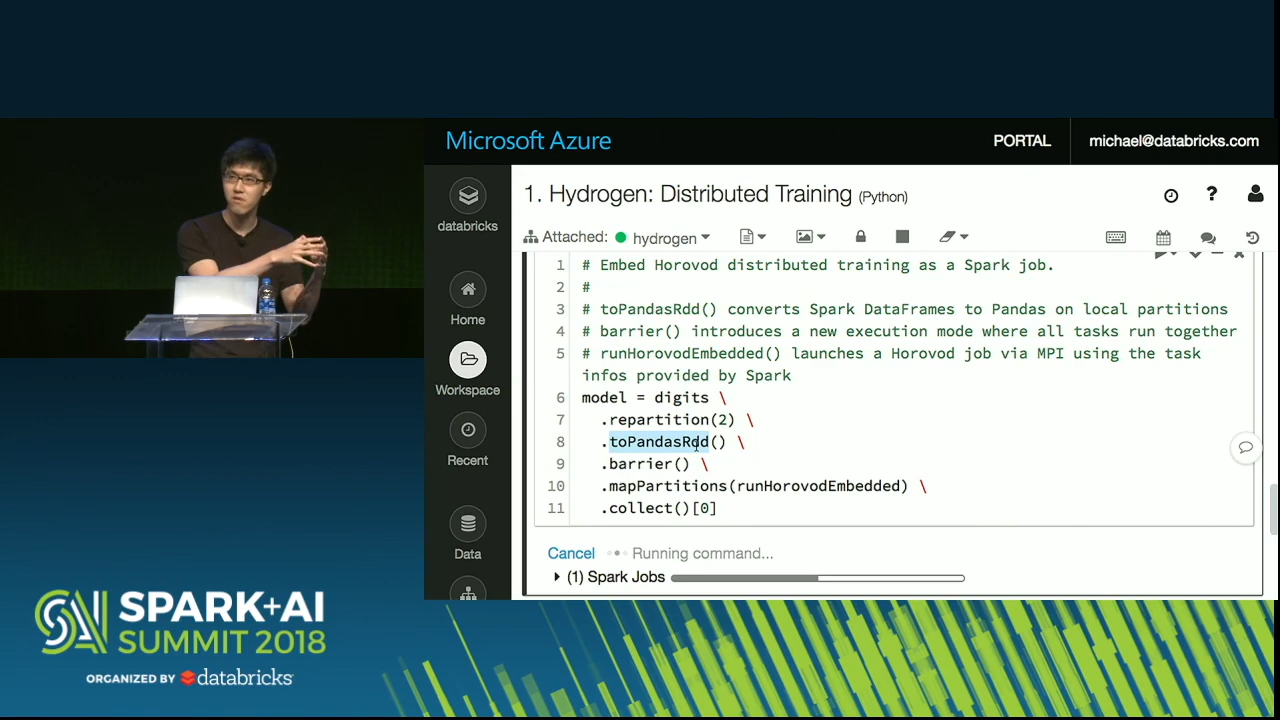 Microsoft Azure
PORTAL
michael@databricks.com
databricks
Home
Workspace
Recent
Data
1. Hydrogen: Distributed Training (Python)
Attached: hydrogen
1 # Embed Horovod distributed training as a Spark job.
2 #
3 # toPandasRdd() converts Spark DataFrames to Pandas on local partitions
4 # barrier() introduces a new execution mode where all tasks run together
5 # runHorovodEmbedded() launches a Horovod job via MPI using the task
infos provided by Spark
6 model = digits \
7 .repartition(2) \
8 .toPandasRdd() \
9 .barrier() \
10 .mapPartitions(runHorovodEmbedded) \
11 .collect()[0]
Cancel Running command...
(1) Spark Jobs
SPARK+AI
SUMMIT 2018
ORGANIZED BY databricks